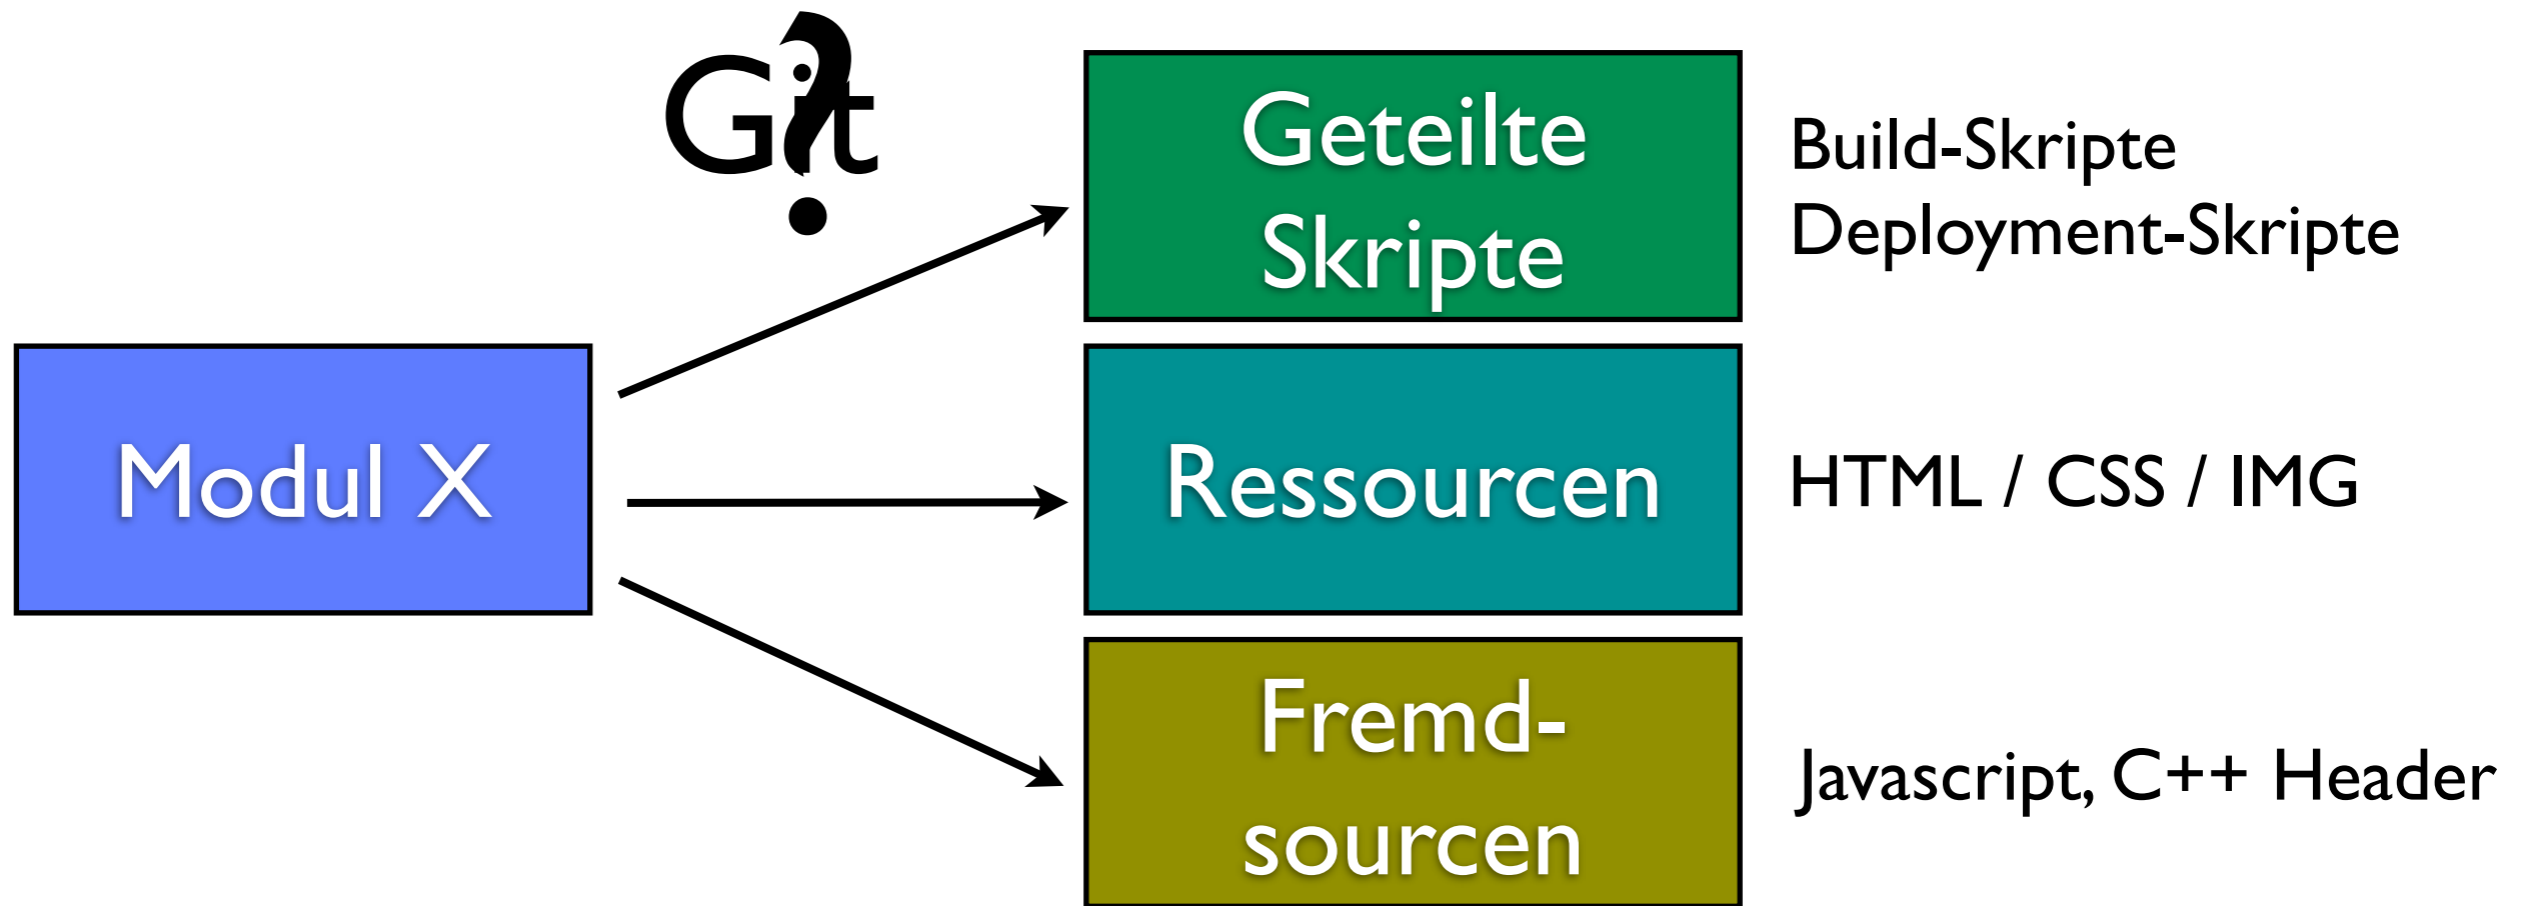 Git
?
Geteilte
Skripte
Build-Skripte
Deployment-Skripte
Modul X
Ressourcen
HTML / CSS / IMG
Fremd-
sourcen
Javascript, C++ Header